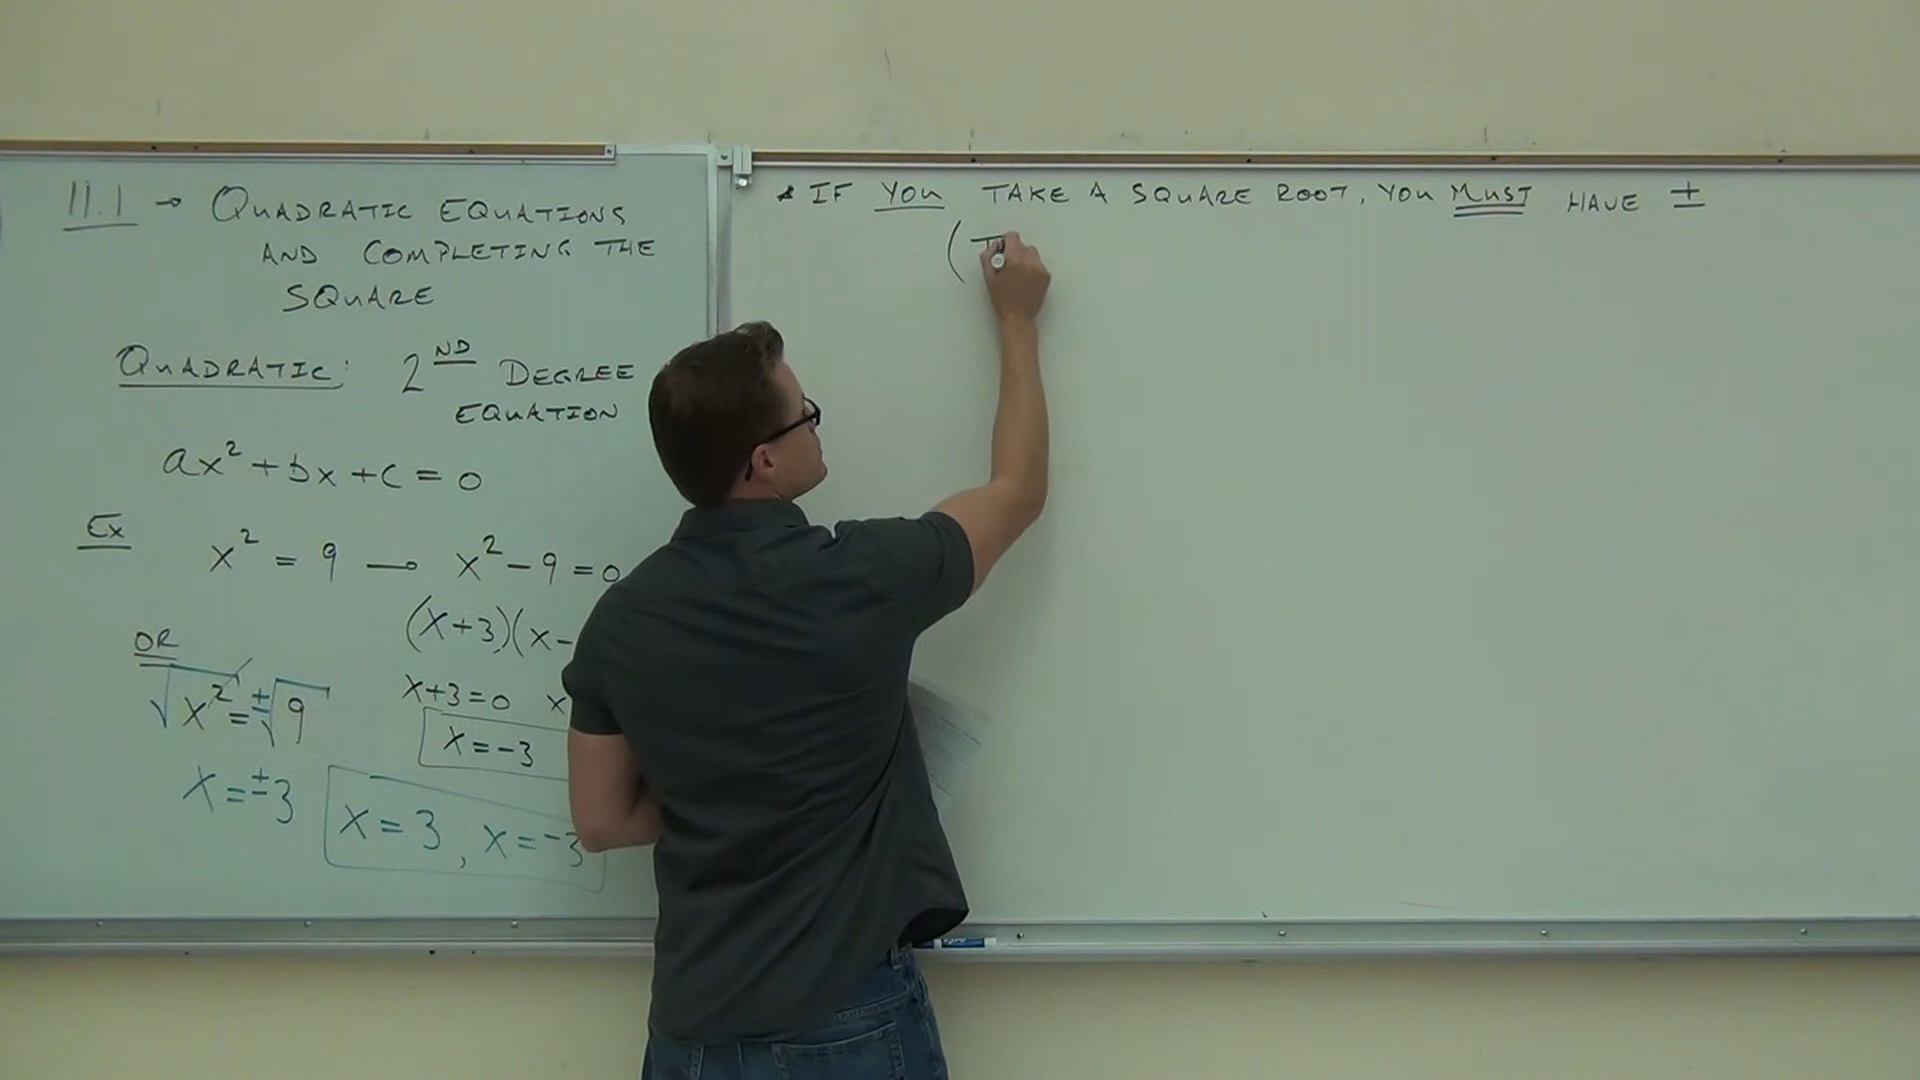 11.1 → QUADRATIC EQUATIONS
AND COMPLETING THE
SQUARE
QUADRATIC: 2ND DEGREE
EQUATION
ax² + bx + c = 0
Ex x² = 9 → x² - 9 = 0
(x+3)(x-
OR
x+3=0 x
√x² = ±√9
x = -3
x = ±3
x = 3, x = -3
* IF YOU TAKE A SQUARE ROOT, YOU MUST HAVE ±
(